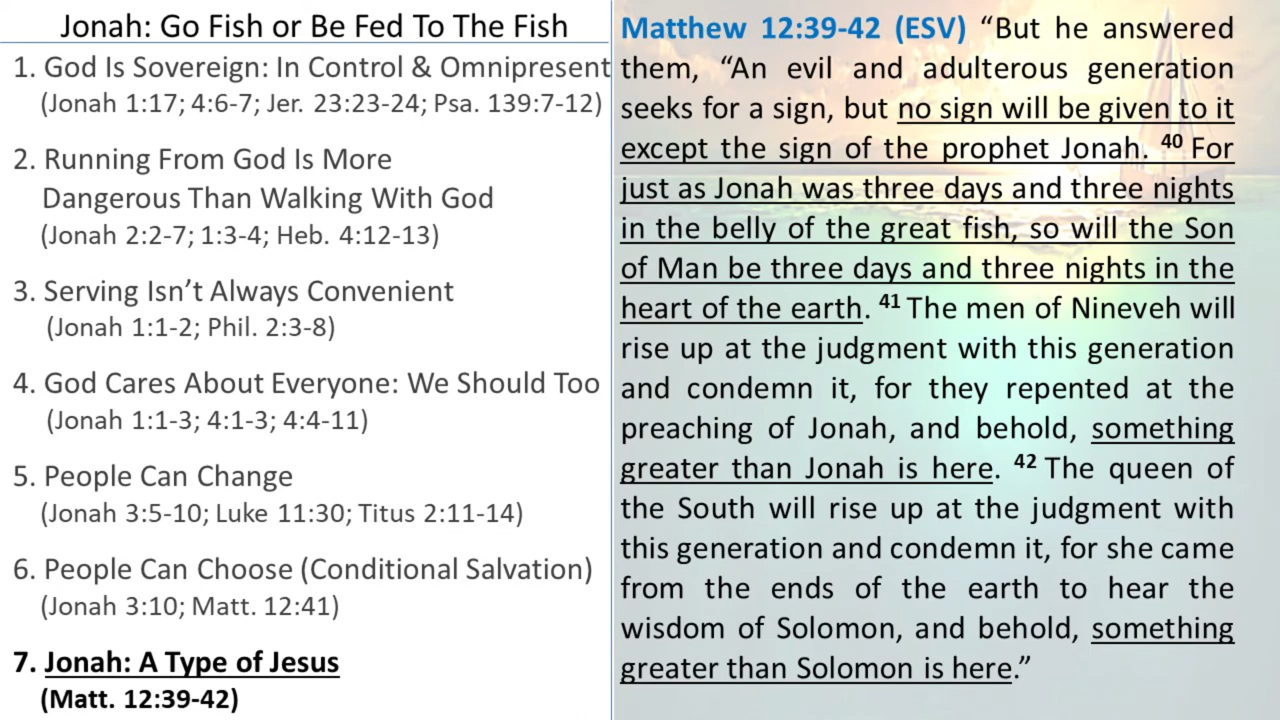 Jonah: Go Fish or Be Fed To The Fish
1. God Is Sovereign: In Control & Omnipresent
(Jonah 1:17; 4:6-7; Jer. 23:23-24; Psa. 139:7-12)
2. Running From God Is More
Dangerous Than Walking With God
(Jonah 2:2-7; 1:3-4; Heb. 4:12-13)
3. Serving Isn’t Always Convenient
(Jonah 1:1-2; Phil. 2:3-8)
4. God Cares About Everyone: We Should Too
(Jonah 1:1-3; 4:1-3; 4:4-11)
5. People Can Change
(Jonah 3:5-10; Luke 11:30; Titus 2:11-14)
6. People Can Choose (Conditional Salvation)
(Jonah 3:10; Matt. 12:41)
7. Jonah: A Type of Jesus
(Matt. 12:39-42)
Matthew 12:39-42 (ESV) “But he answered
them, “An evil and adulterous generation
seeks for a sign, but no sign will be given to it
except the sign of the prophet Jonah. 40 For
just as Jonah was three days and three nights
in the belly of the great fish, so will the Son
of Man be three days and three nights in the
heart of the earth. 41 The men of Nineveh will
rise up at the judgment with this generation
and condemn it, for they repented at the
preaching of Jonah, and behold, something
greater than Jonah is here. 42 The queen of
the South will rise up at the judgment with
this generation and condemn it, for she came
from the ends of the earth to hear the
wisdom of Solomon, and behold, something
greater than Solomon is here.”